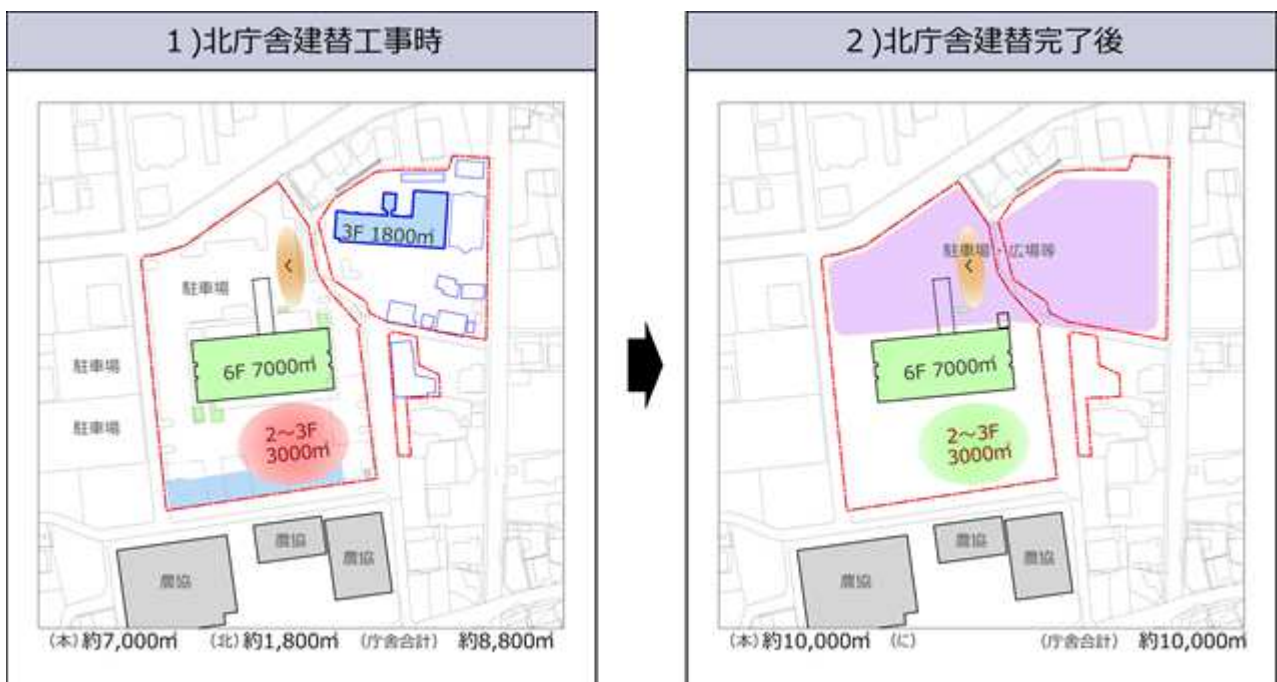 1)北庁舎建替工事時
3F 1800㎡
く
駐車場
駐車場
6F 7000㎡
駐車場
2～3F
3000㎡
農協
農協
農協
(本)約7,000㎡ (北)約1,800㎡ (庁舎合計) 約8,800㎡
2)北庁舎建替完了後
駐車場・広場等
く
6F 7000㎡
2～3F
3000㎡
農協
農協
農協
(本)約10,000㎡ (に) (庁舎合計) 約10,000㎡